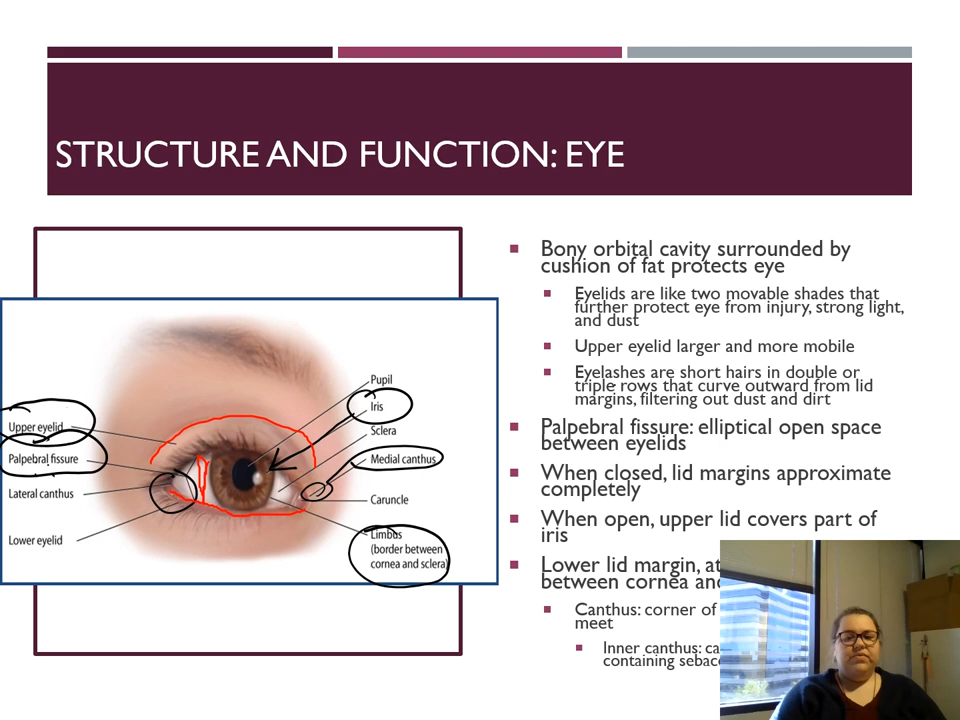 STRUCTURE AND FUNCTION: EYE
Pupil
Iris
Sclera
Medial canthus
Caruncle
Limbus
(border between
cornea and sclera)
Upper eyelid
Palpebral fissure
Lateral canthus
Lower eyelid
Bony orbital cavity surrounded by
cushion of fat protects eye
Eyelids are like two movable shades that
further protect eye from injury, strong light,
and dust
Upper eyelid larger and more mobile
Eyelashes are short hairs in double or
triple rows that curve outward from lid
margins, filtering out dust and dirt
Palpebral fissure: elliptical open space
between eyelids
When closed, lid margins approximate
completely
When open, upper lid covers part of
iris
Lower lid margin,
between cornea
Canthus: corner of
meet
Inner canthus:
containing